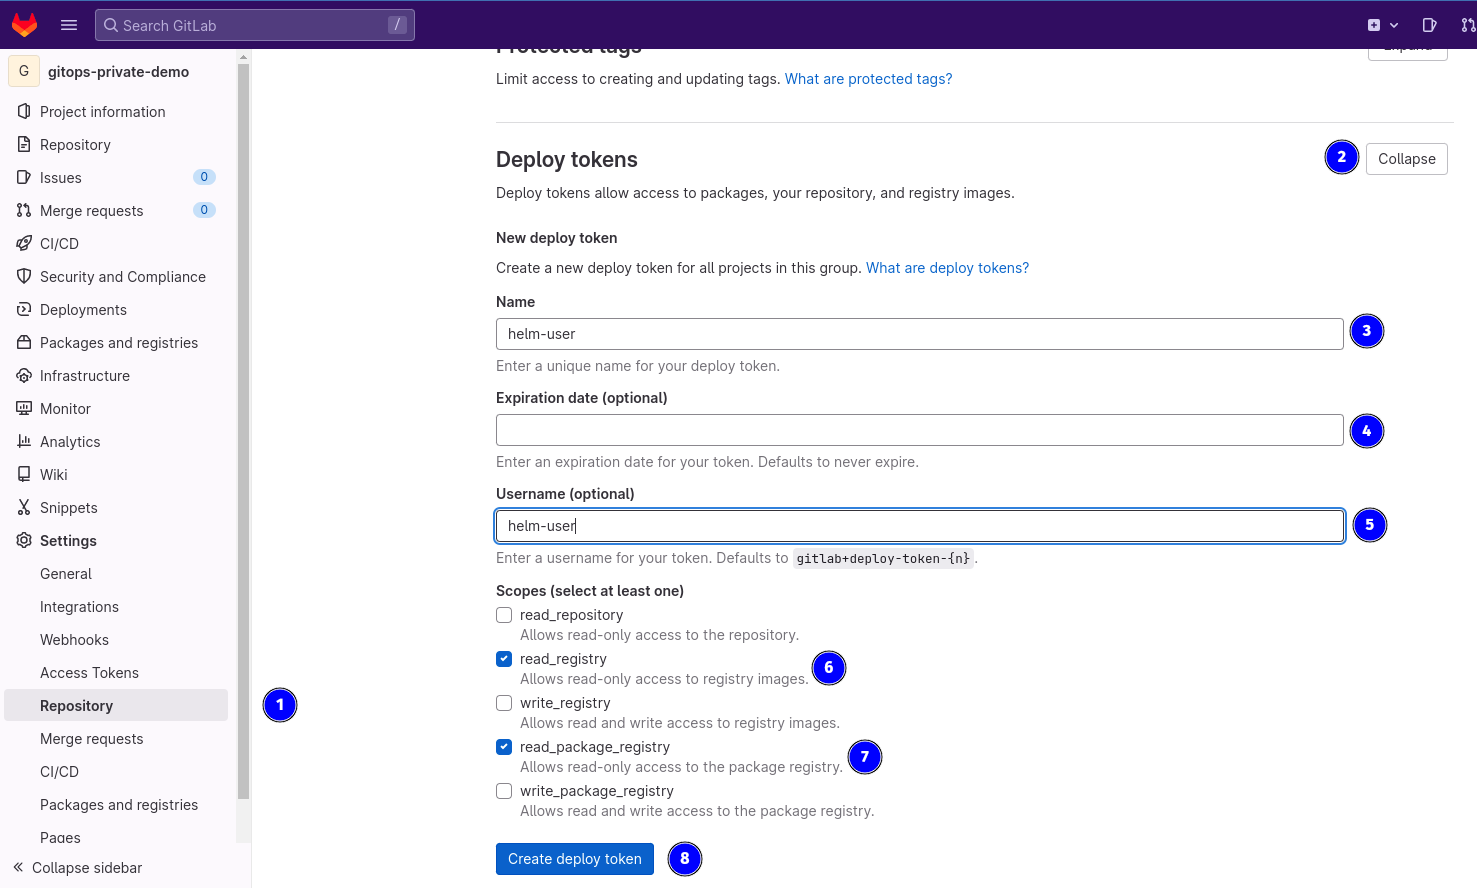 Search GitLab /
G gitops-private-demo
Project information
Repository
Issues 0
Merge requests 0
CI/CD
Security and Compliance
Deployments
Packages and registries
Infrastructure
Monitor
Analytics
Wiki
Snippets
Settings
General
Integrations
Webhooks
Access Tokens
Repository 1
Merge requests
CI/CD
Packages and registries
Pages
Collapse sidebar
Protected tags
Expand
Limit access to creating and updating tags. What are protected tags?
Deploy tokens
2 Collapse
Deploy tokens allow access to packages, your repository, and registry images.
New deploy token
Create a new deploy token for all projects in this group. What are deploy tokens?
Name
helm-user 3
Enter a unique name for your deploy token.
Expiration date (optional)
4
Enter an expiration date for your token. Defaults to never expire.
Username (optional)
helm-user 5
Enter a username for your token. Defaults to gitlab+deploy-token-{n}.
Scopes (select at least one)
read_repository
Allows read-only access to the repository.
read_registry
Allows read-only access to registry images. 6
write_registry
Allows read and write access to registry images.
read_package_registry
Allows read-only access to the package registry. 7
write_package_registry
Allows read and write access to the package registry.
Create deploy token 8